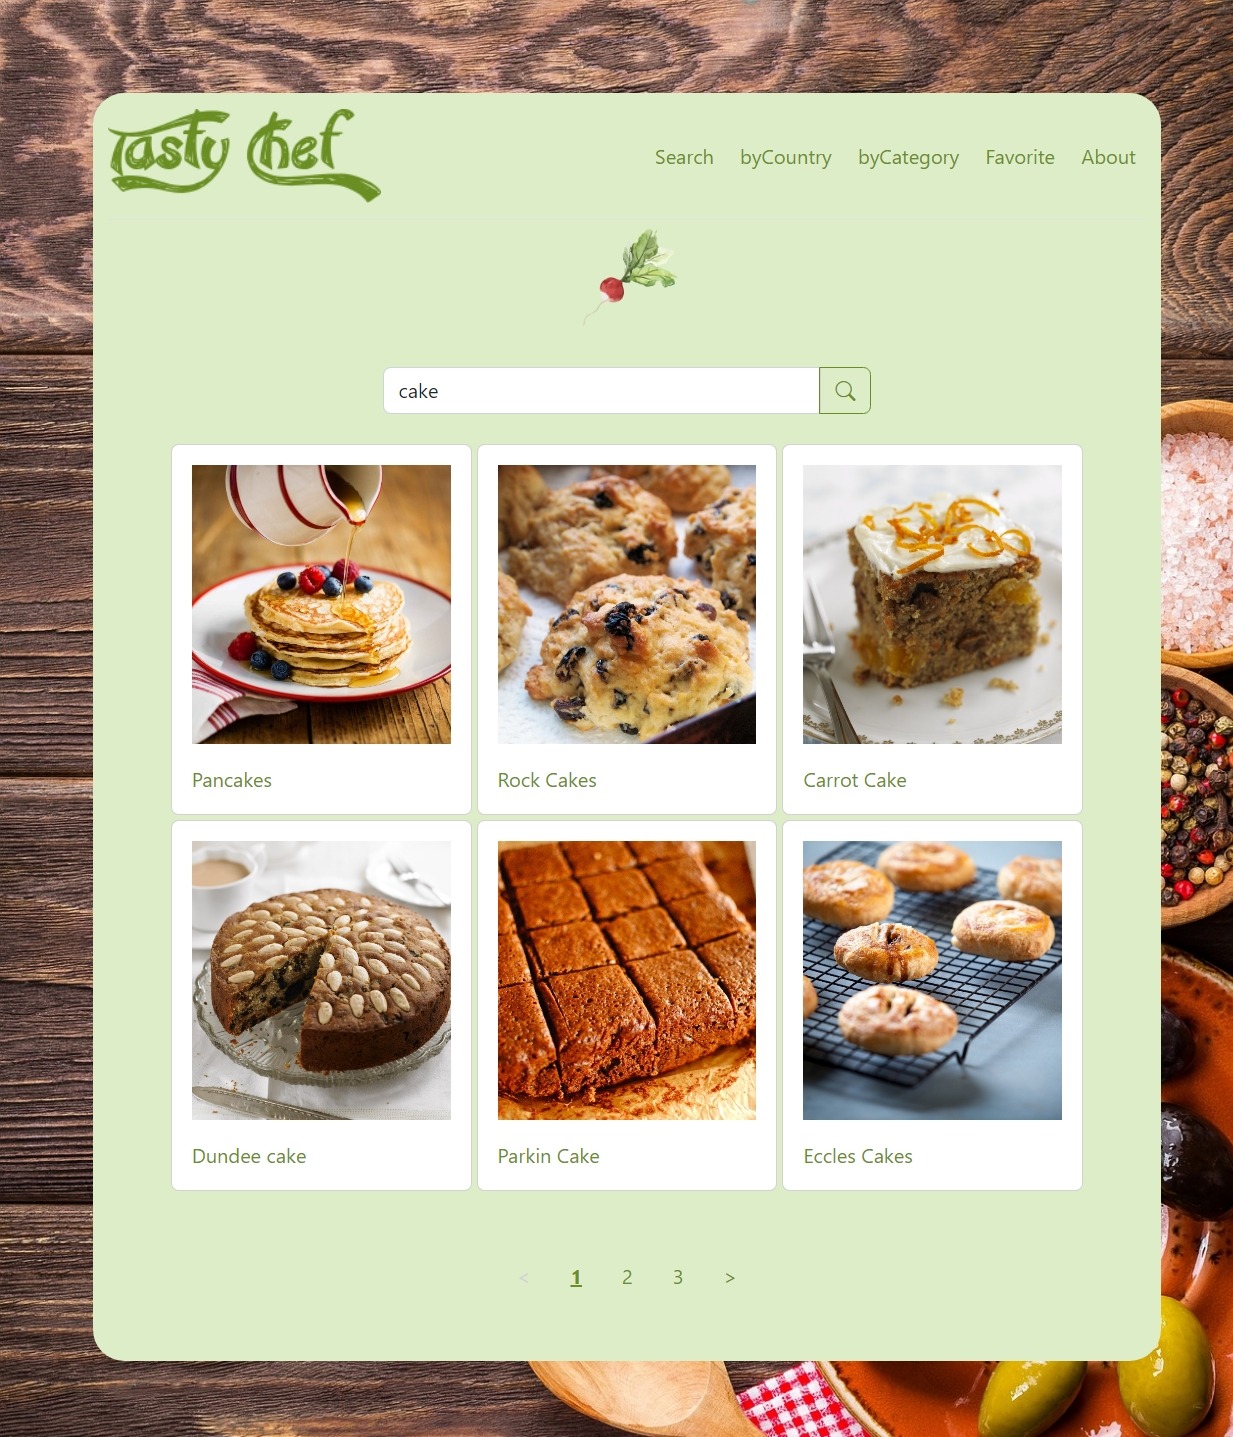 Tasty Chef
Search byCountry byCategory Favorite About
cake
Pancakes
Rock Cakes
Carrot Cake
Dundee cake
Parkin Cake
Eccles Cakes
< 1 2 3 >